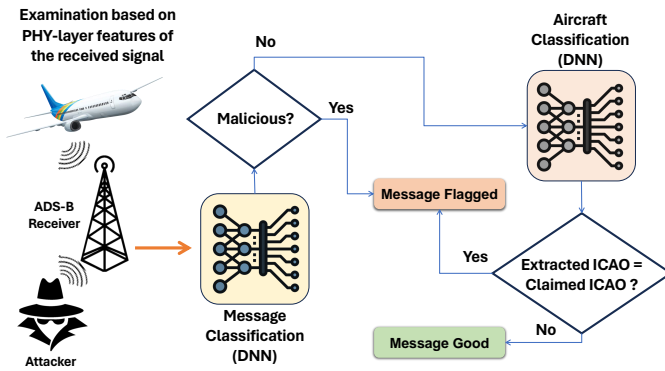 Examination based on
PHY-layer features of
the received signal
ADS-B
Receiver
Attacker
Message
Classification
(DNN)
Malicious?
No
Yes
Aircraft
Classification
(DNN)
Message Flagged
Extracted ICAO =
Claimed ICAO ?
Yes
No
Message Good